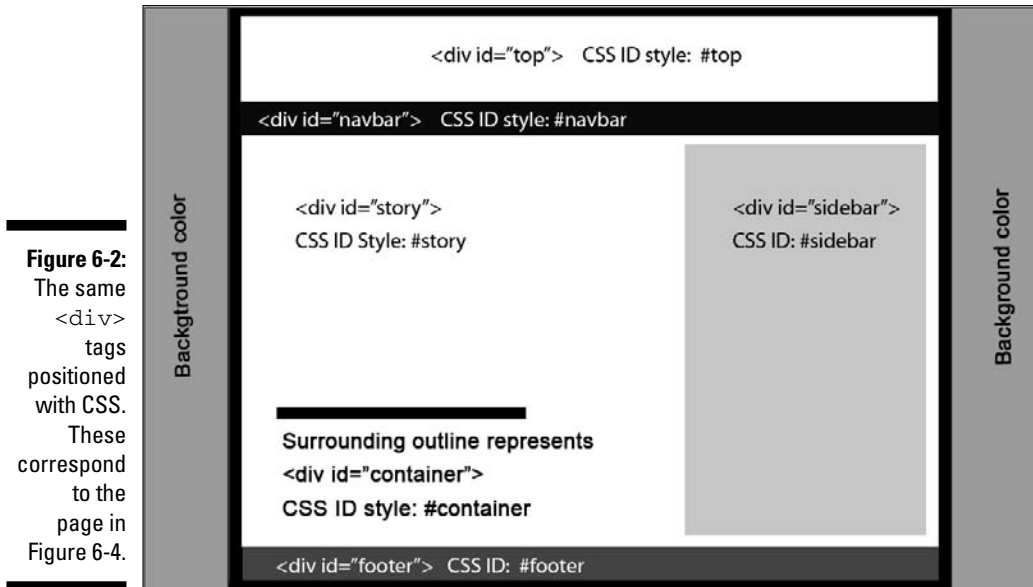 Figure 6-2:
The same
<div>
tags
positioned
with CSS.
These
correspond
to the
page in
Figure 6-4.
Backgtround color
<div id="top"> CSS ID style: #top
<div id="navbar"> CSS ID style: #navbar
<div id="story">
CSS ID Style: #story
<div id="sidebar">
CSS ID: #sidebar
Surrounding outline represents
<div id="container">
CSS ID style: #container
<div id="footer"> CSS ID: #footer
Background color